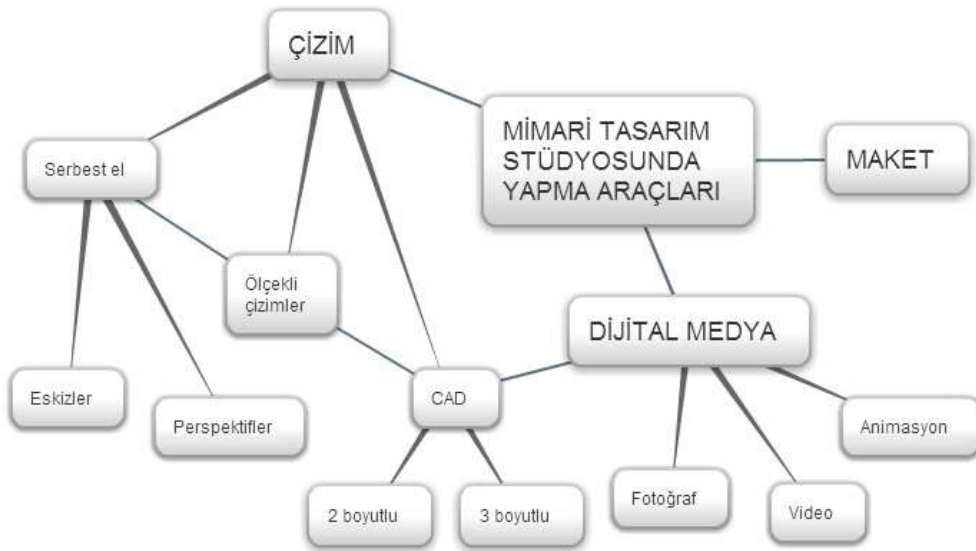 ÇİZİM
MİMARİ TASARIM
STÜDYOSUNDA
YAPMA ARAÇLARI
MAKET
Serbest el
Ölçekli
çizimler
DİJİTAL MEDYA
Eskizler
Perspektifler
CAD
Animasyon
2 boyutlu
3 boyutlu
Fotoğraf
Video